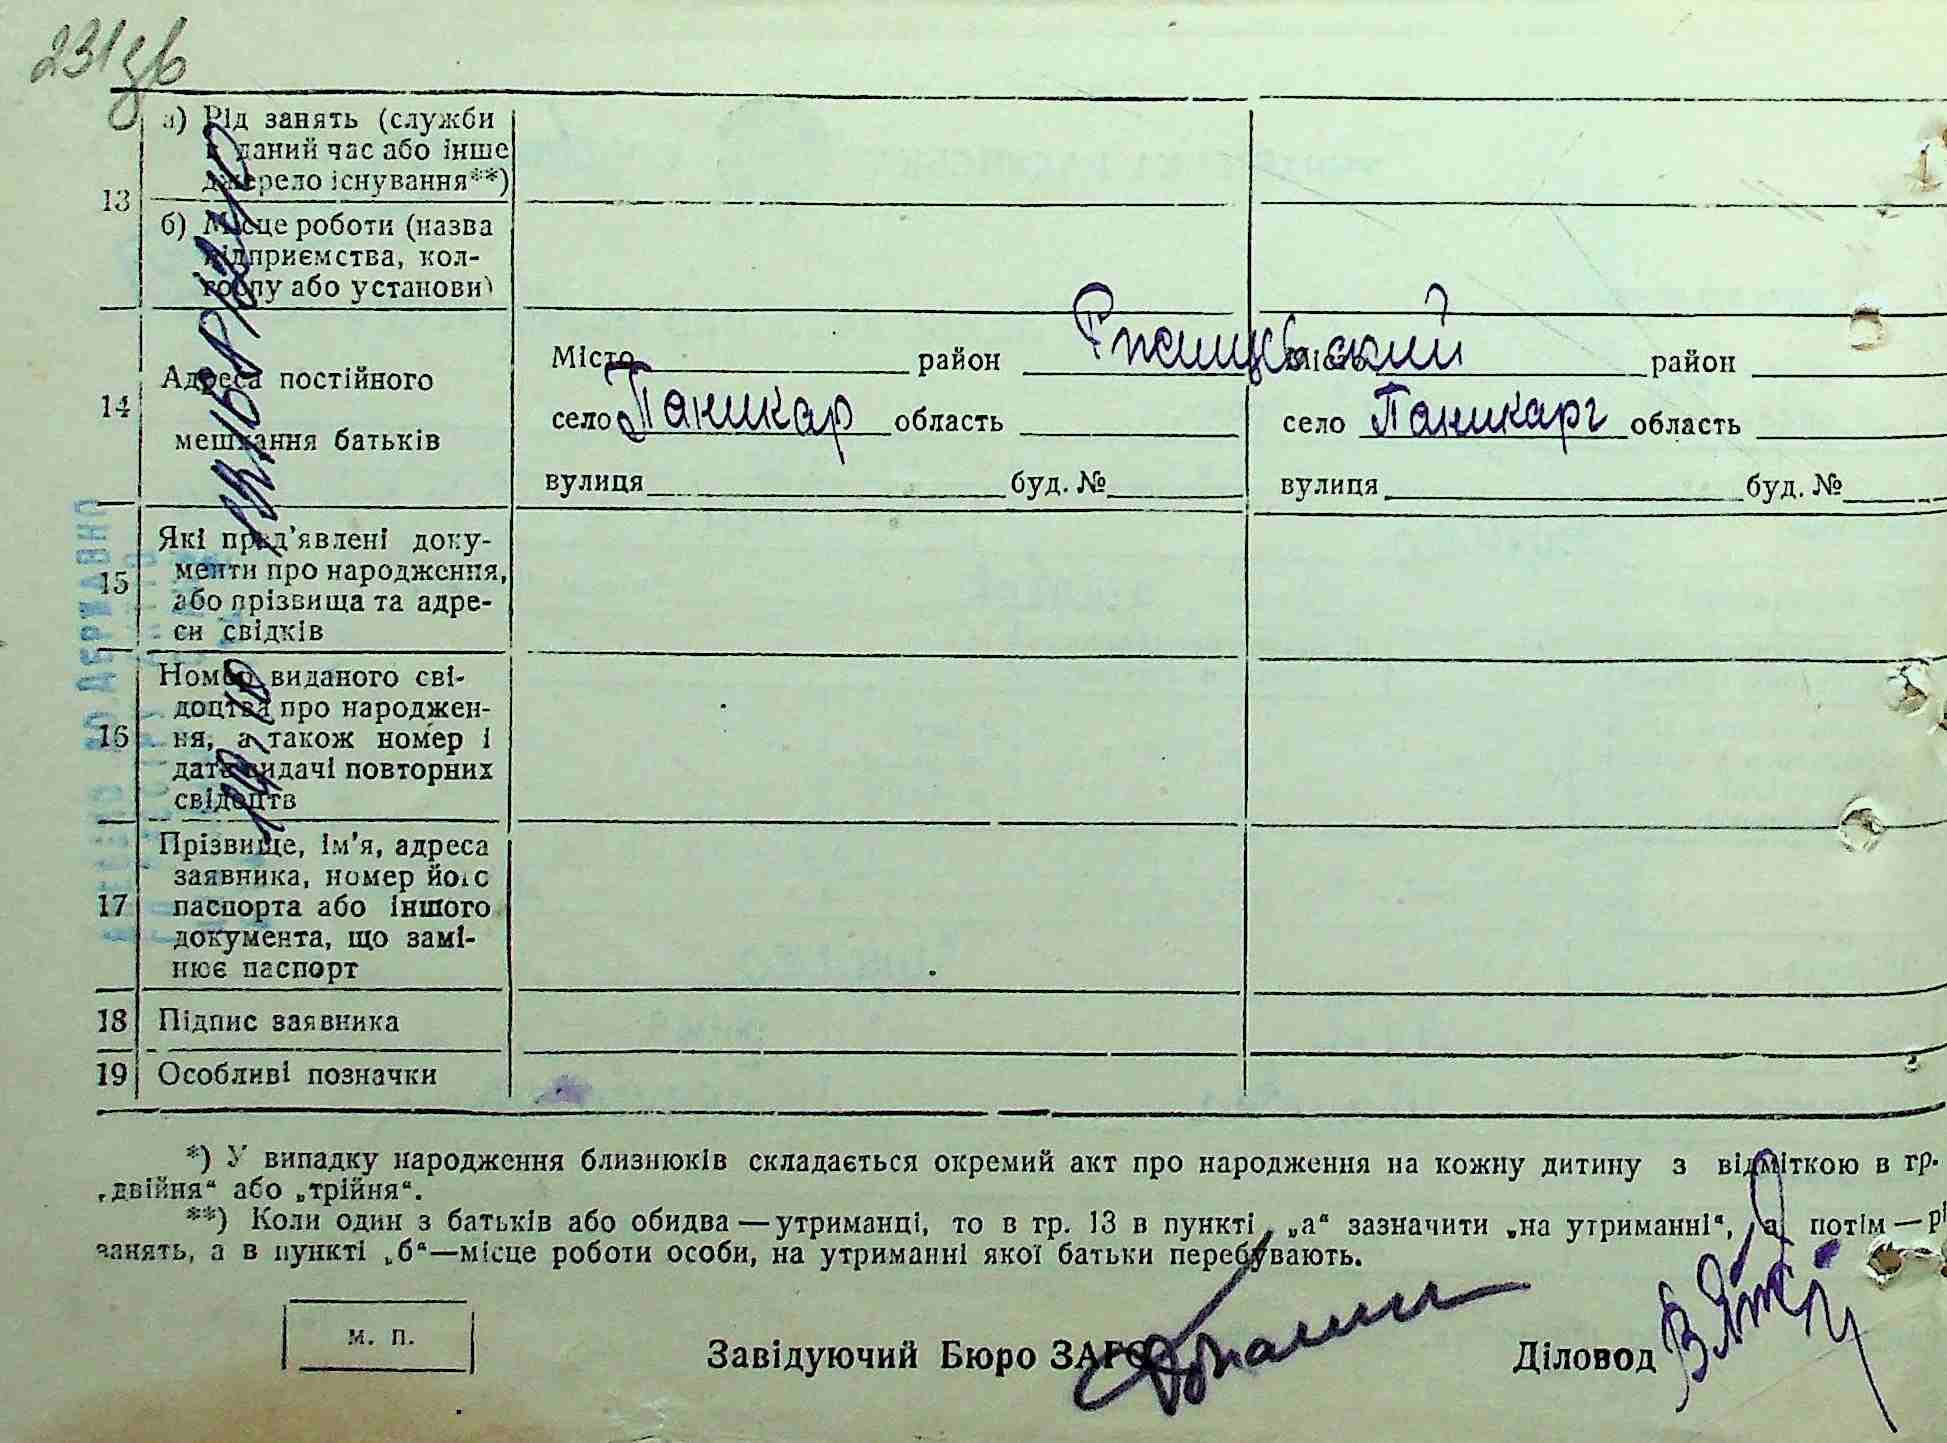 231зв
13
а) Рід занять (служби
в даний час або інше
джерело існування**)
б) Місце роботи (назва
підприємства, кол-
госпу або установи)
14
Адреса постійного
мешкання батьків
Місто район Ржищевський
село Паникар область
вулиця буд. №
Місто район
село Паникарг область
вулиця буд. №
15
Які пред'явлені доку-
менти про народження,
або прізвища та адре-
си свідків
16
Номер виданого сві-
доцтва про народжен-
ня, а також номер і
дата видачі повторних
свідоцтв
17
Прізвище, ім'я, адреса
заявника, номер його
паспорта або іншого
документа, що замі-
нює паспорт
18 Підпис заявника
19 Особливі позначки
*) У випадку народження близнюків складається окремий акт про народження на кожну дитину з відміткою в гр.
„двійня“ або „трійня“.
**) Коли один з батьків або обидва — утриманці, то в гр. 13 в пункті „а“ зазначити „на утриманні“, а потім — рі
занять, а в пункті „б“—місце роботи особи, на утриманні якої батьки перебувають.
м. п.
Завідуючий Бюро ЗАГС
Діловод